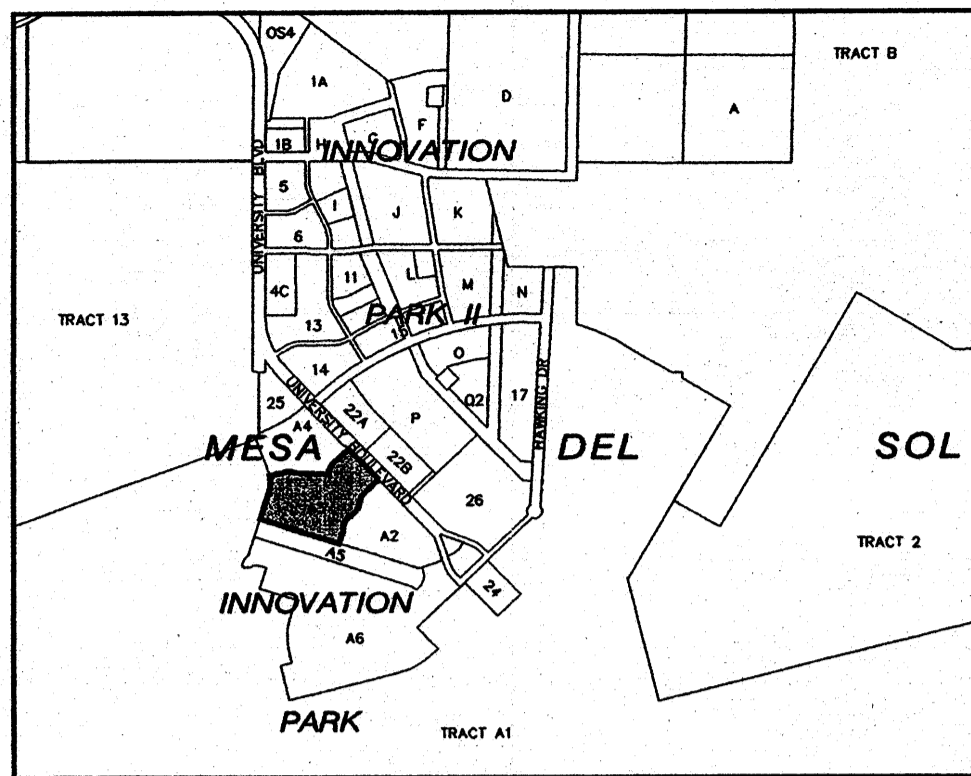 OS4
TRACT B
1A
D
A
F
G
1B
H
INNOVATION
UNIVERSITY BLVD
5
I
J
K
6
11
L
M
N
4C
TRACT 13
13
PARK II
15
14
O
17
HAWKING DR
25
22A
P
UNIVERSITY BOULEVARD
A4
MESA
DEL
SOL
22B
26
A2
A5
TRACT 2
24
INNOVATION
A6
PARK
TRACT A1